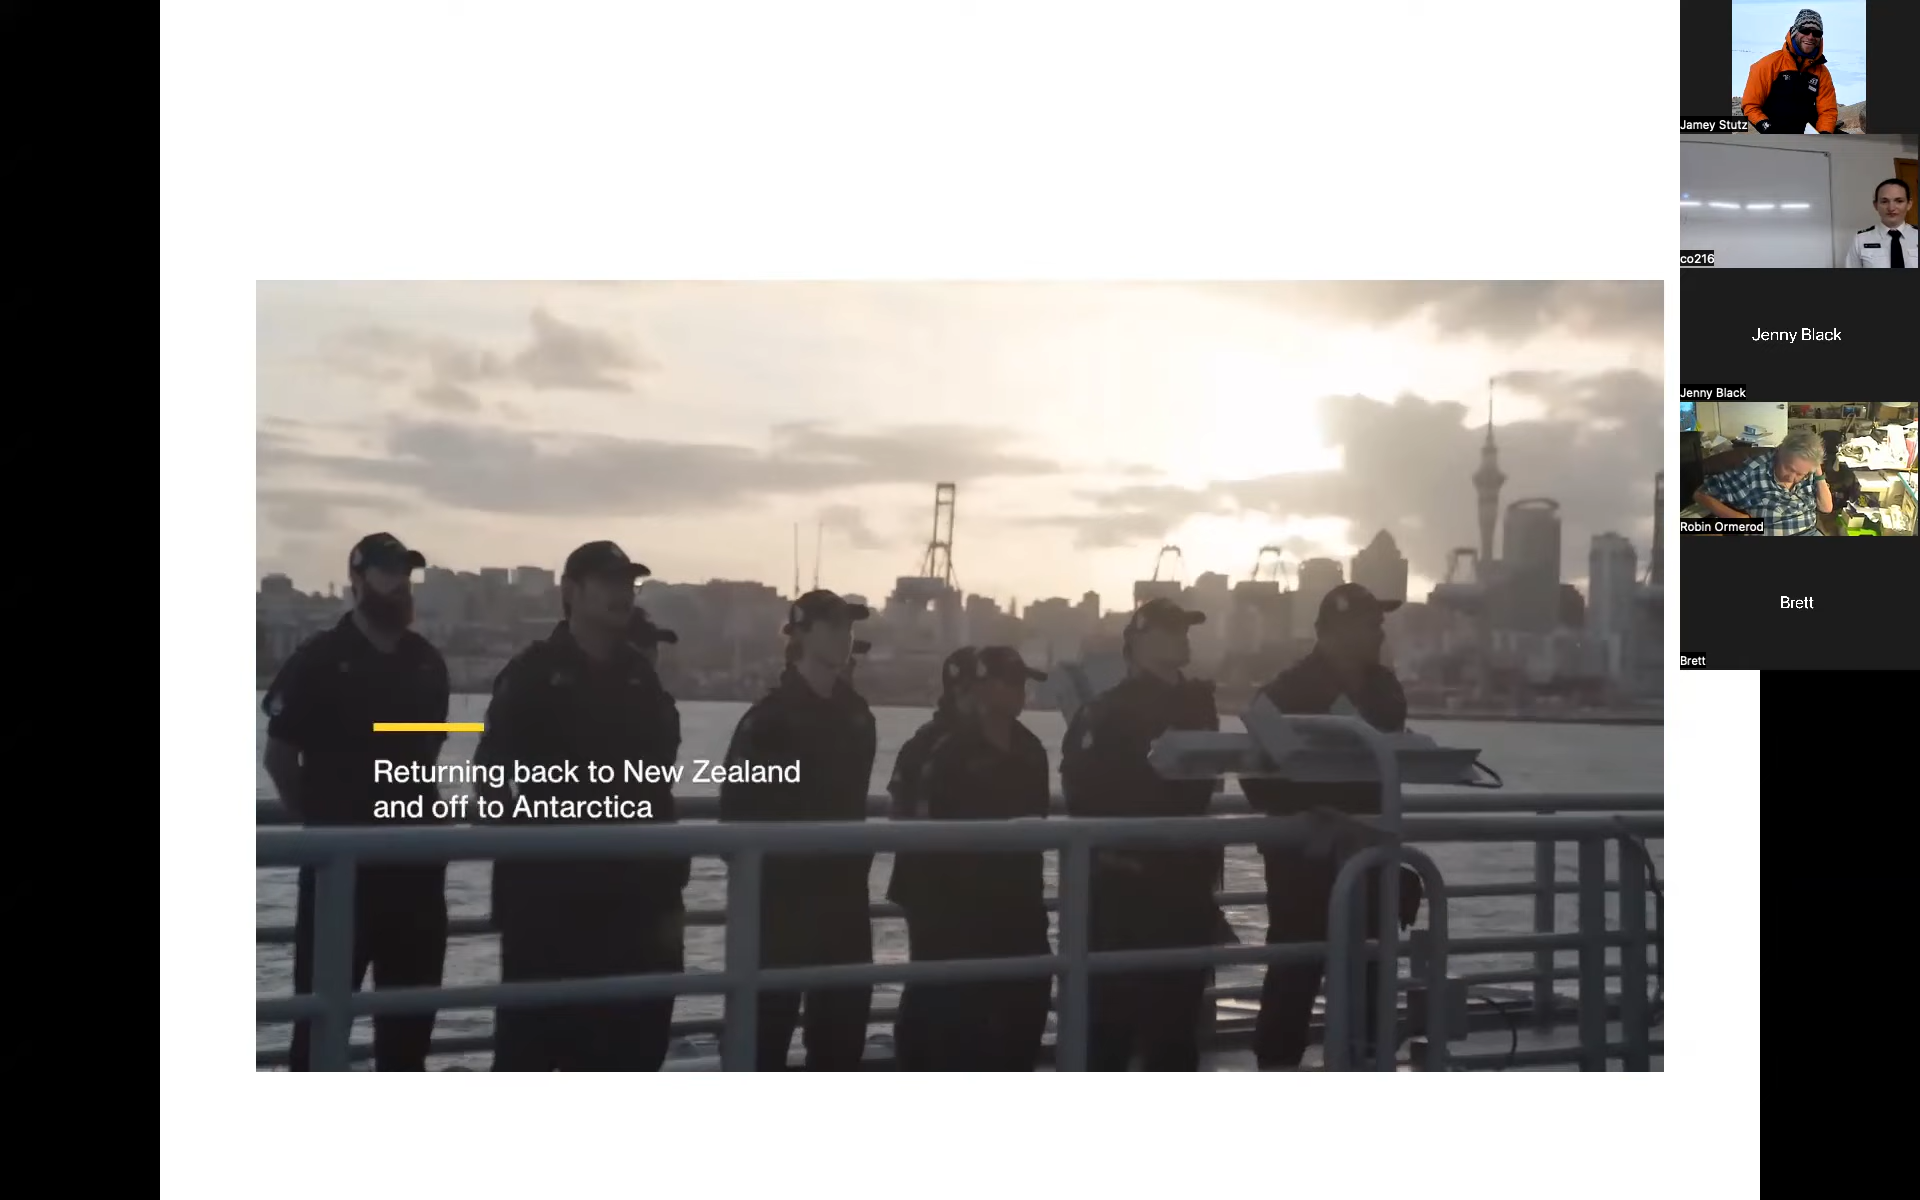 Jamey Stutz
co216
Jenny Black
Jenny Black
Robin Ormerod
Brett
Brett
Returning back to New Zealand
and off to Antarctica